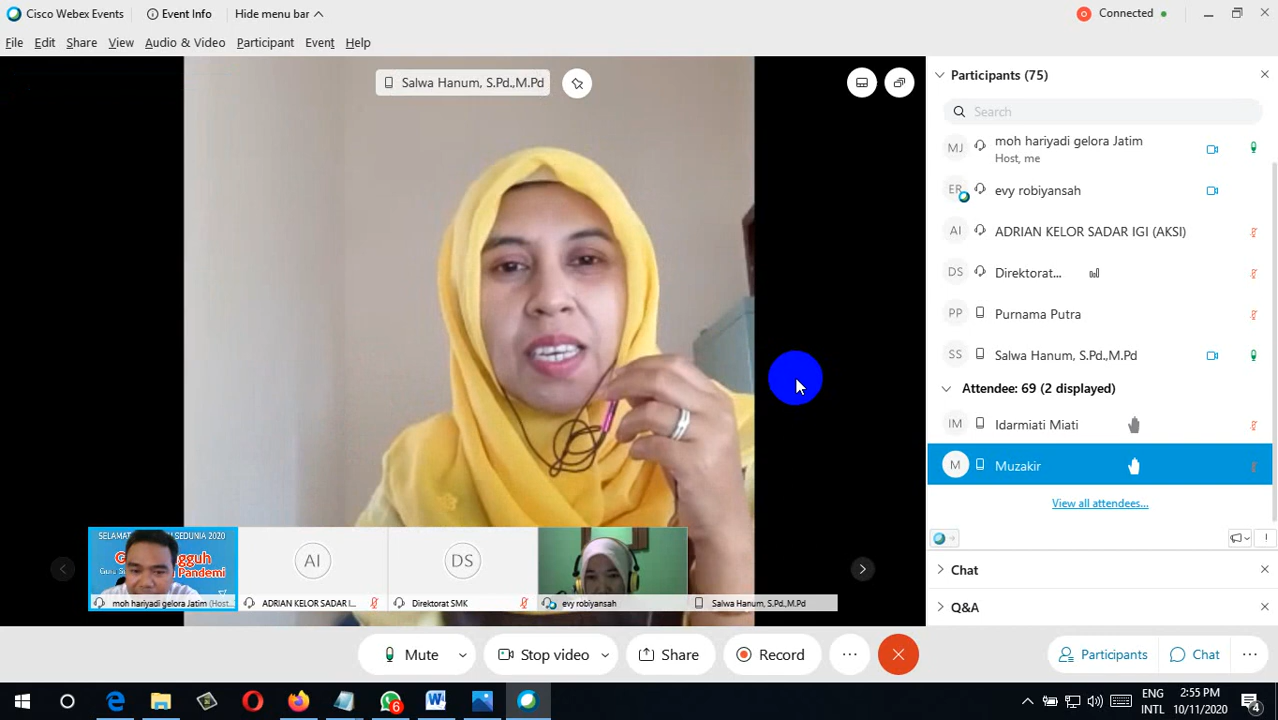 Cisco Webex Events
Event Info
Hide menu bar
Connected
File Edit Share View Audio & Video Participant Event Help
Salwa Hanum, S.Pd.,M.Pd
Participants (75)
Search
MJ moh hariyadi gelora Jatim
Host, me
ER evy robiyansah
AI ADRIAN KELOR SADAR IGI (AKSI)
DS Direktorat...
PP Purnama Putra
SS Salwa Hanum, S.Pd.,M.Pd
Attendee: 69 (2 displayed)
IM Idarmiati Miati
M Muzakir
View all attendees...
Chat
Q&A
SEDUNIA 2020
Pandemi
AI
DS
moh hariyadi gelora Jatim (Host...
ADRIAN KELOR SADAR I...
Direktorat SMK
evy robiyansah
Salwa Hanum, S.Pd.,M.Pd
Mute
Stop video
Share
Record
Participants
Chat
6
ENG
INTL
2:55 PM
10/11/2020
4